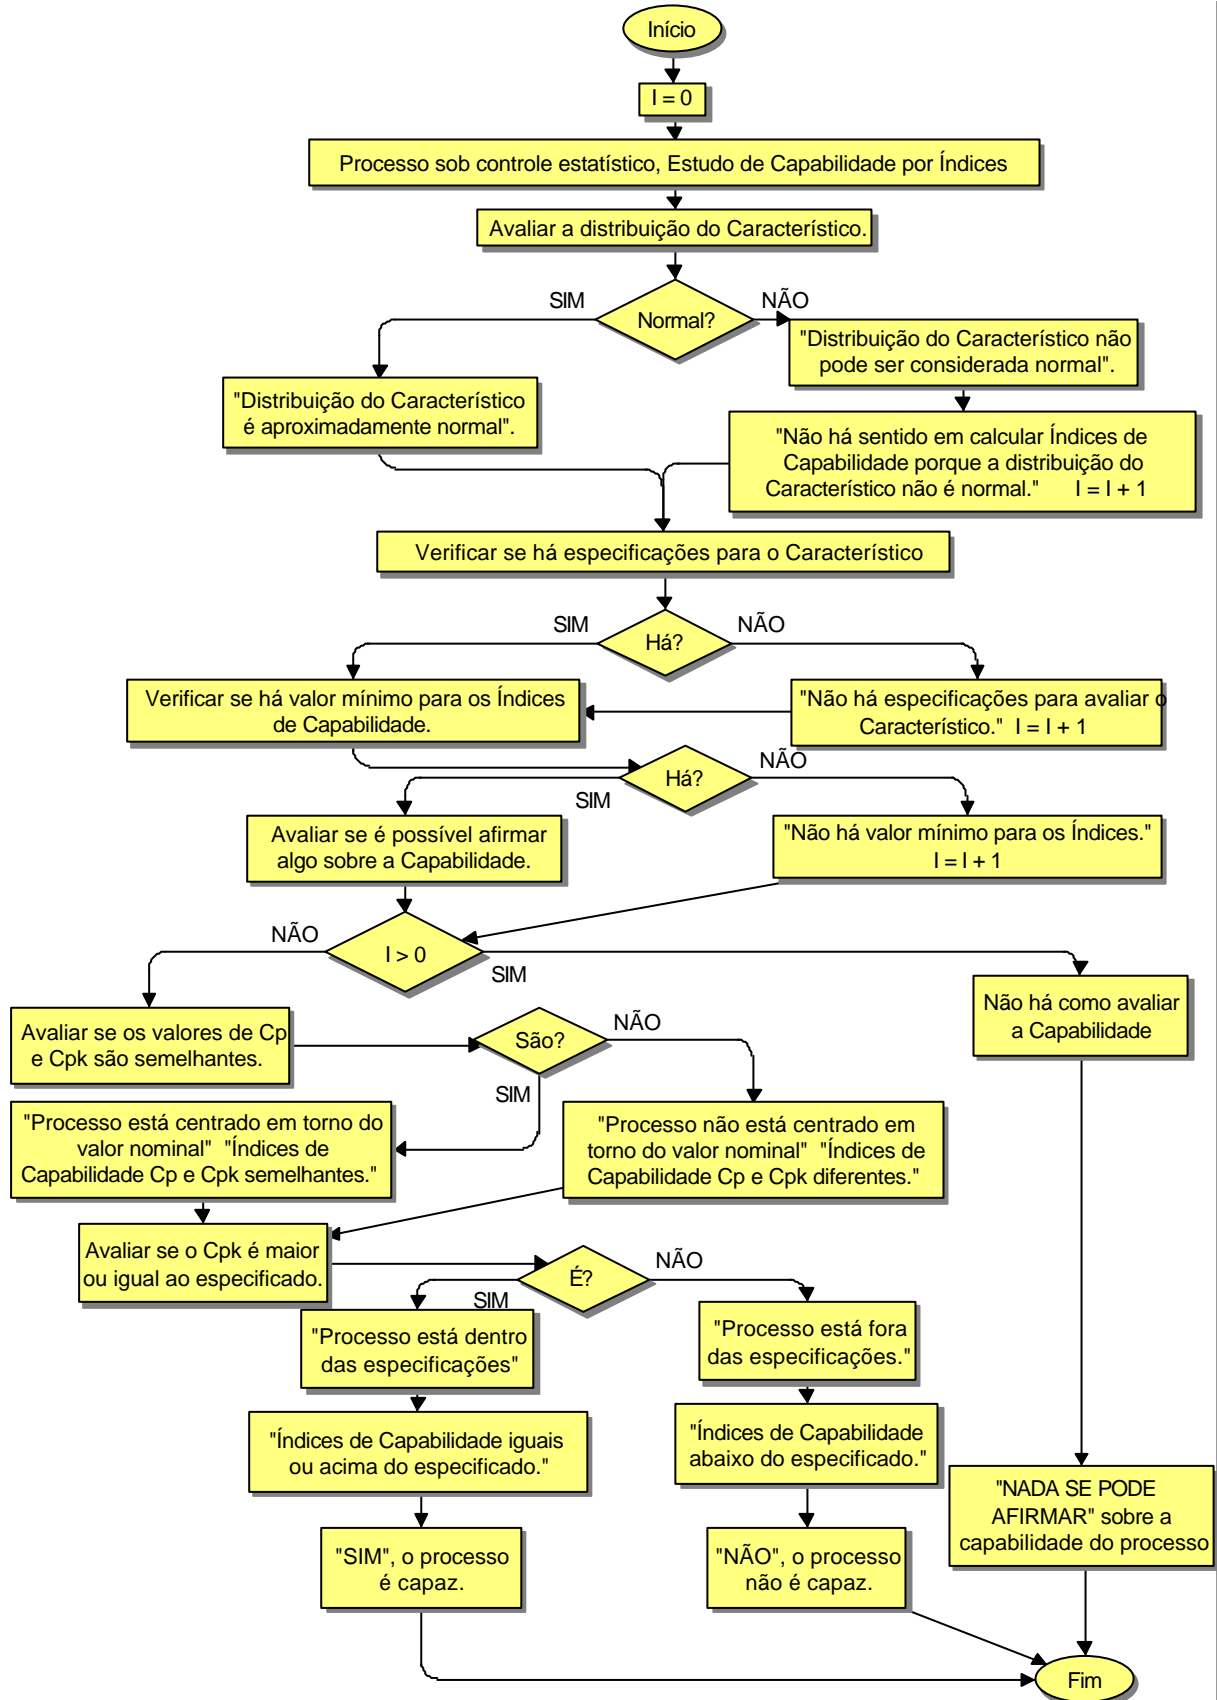 Início
I = 0
Processo sob controle estatístico, Estudo de Capabilidade por Índices
Avaliar a distribuição do Característico.
SIM
NÃO
Normal?
"Distribuição do Característico não
pode ser considerada normal".
"Distribuição do Característico
é aproximadamente normal".
"Não há sentido em calcular Índices de
Capabilidade porque a distribuição do
Característico não é normal." I = I + 1
Verificar se há especificações para o Característico
SIM
NÃO
Há?
Verificar se há valor mínimo para os Índices
de Capabilidade.
"Não há especificações para avaliar o
Característico." I = I + 1
Há?
NÃO
SIM
Avaliar se é possível afirmar
algo sobre a Capabilidade.
"Não há valor mínimo para os Índices."
I = I + 1
NÃO
I > 0
SIM
Não há como avaliar
a Capabilidade
Avaliar se os valores de Cp
e Cpk são semelhantes.
São?
NÃO
SIM
"Processo está centrado em torno do
valor nominal" "Índices de
Capabilidade Cp e Cpk semelhantes."
"Processo não está centrado em
torno do valor nominal" "Índices de
Capabilidade Cp e Cpk diferentes."
Avaliar se o Cpk é maior
ou igual ao especificado.
É?
NÃO
SIM
"Processo está dentro
das especificações"
"Processo está fora
das especificações."
"Índices de Capabilidade iguais
ou acima do especificado."
"Índices de Capabilidade
abaixo do especificado."
"NADA SE PODE
AFIRMAR" sobre a
capabilidade do processo
"SIM", o processo
é capaz.
"NÃO", o processo
não é capaz.
Fim